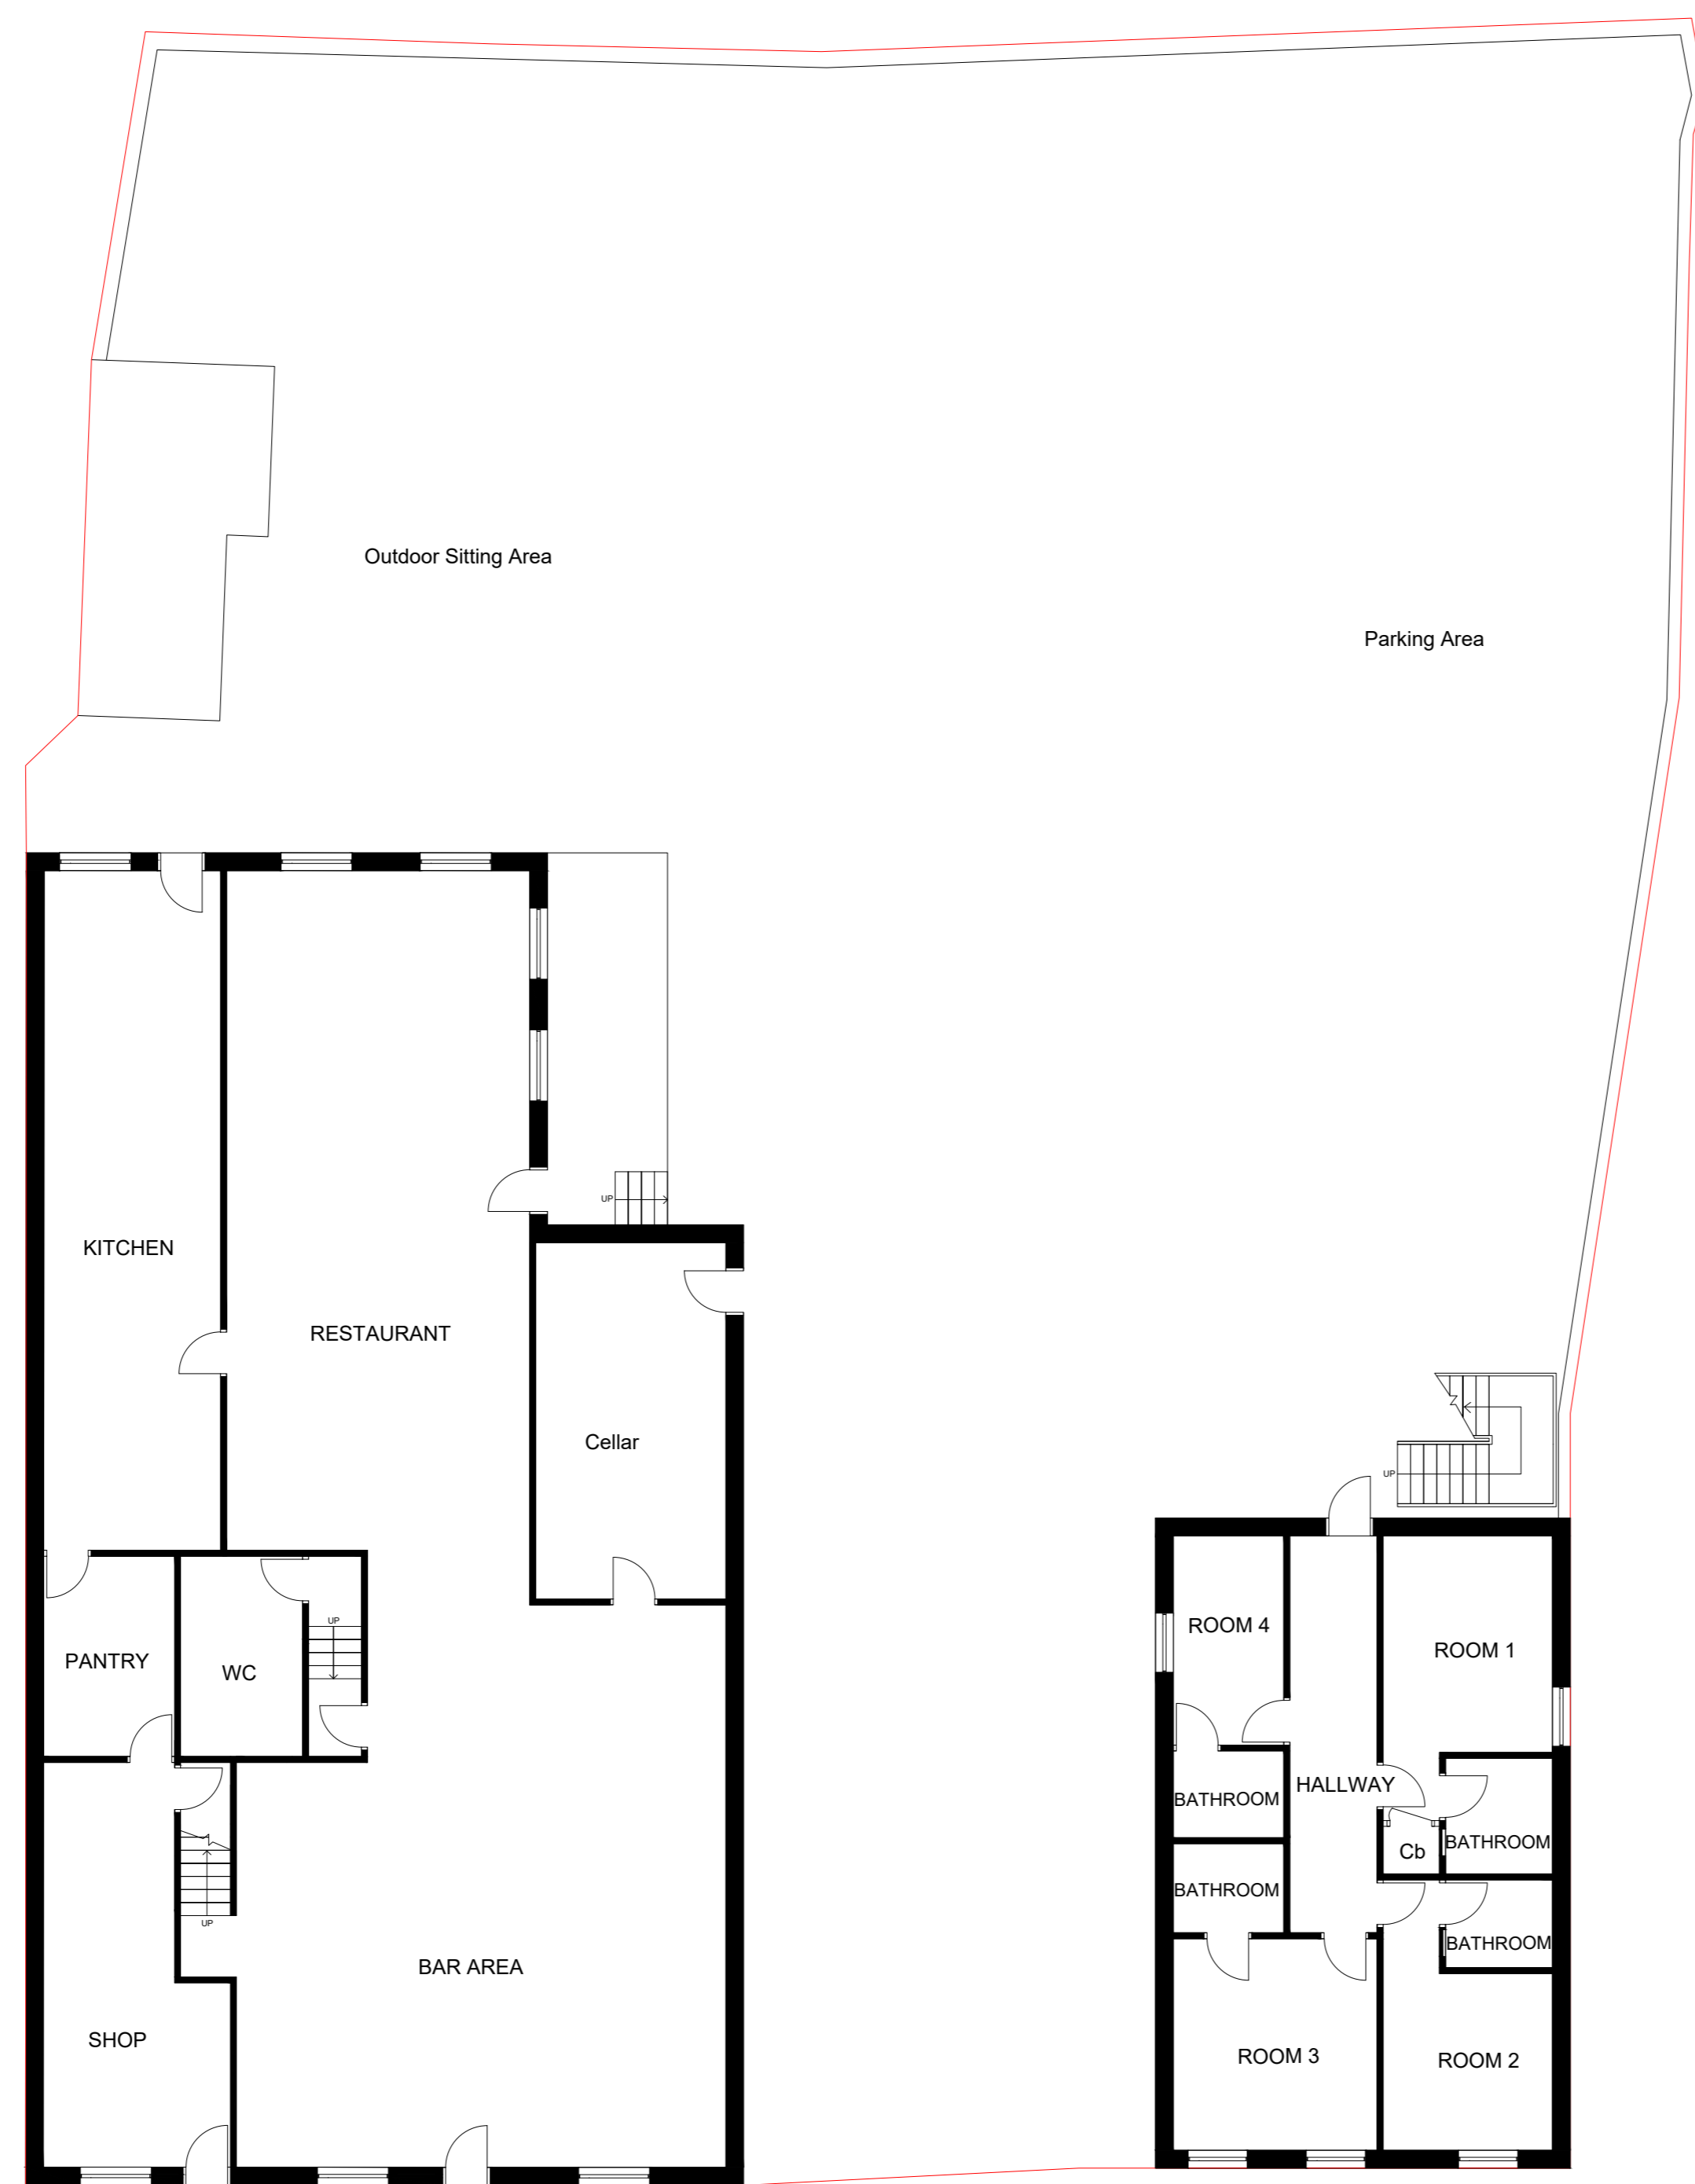 Outdoor Sitting Area
Parking Area
UP
KITCHEN
RESTAURANT
Cellar
UP
UP
ROOM 4
ROOM 1
PANTRY
WC
HALLWAY
BATHROOM
BATHROOM
Cb
BATHROOM
UP
BATHROOM
BAR AREA
SHOP
ROOM 3
ROOM 2